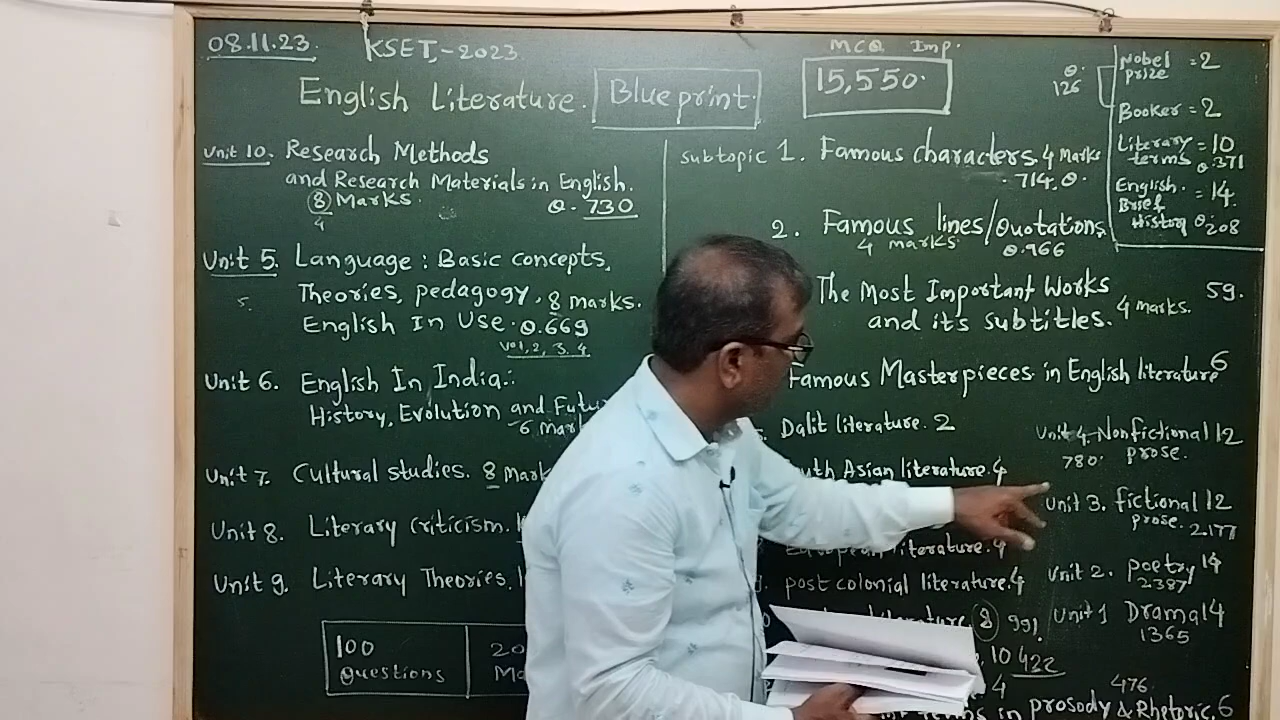 08.11.23.
KSET,-2023
MCQ Imp.
English Literature. Blueprint.
15,550.
Unit 10. Research Methods
and Research Materials in English.
8 Marks. Q. 730
4
Unit 5. Language: Basic concepts,
Theories, pedagogy, 8 marks.
English In Use. Q.669
Vol, 2, 3. 4
Unit 6. English In India:
History, Evolution and
6
Unit 7. Cultural studies. 8
Unit 8. Literary Criticism.
Unit 9. Literary Theories.
100
Questions
subtopic 1. Famous characters. 4 Marks
714, Q.
2. Famous lines/Quotations,
4 marks. Q.966
The Most Important Works 59.
and its subtitles. 4 marks.
Famous Masterpieces in English literature 6
Dalit literature. 2
Asian literature. 4
European literature. 4
post colonial literature. 4
8 991.
10 422
4
476
in prosody & Rhetoric. 6
Q.
126
Nobel = 2
prize
Booker = 2
Literary = 10
terms Q.371
English = 14.
Brief
History Q.208
Unit 4. Nonfictional 12
780. prose.
Unit 3. fictional 12
prose. 2.177
Unit 2. poetry 14
2387
Unit 1 Drama 14
1365